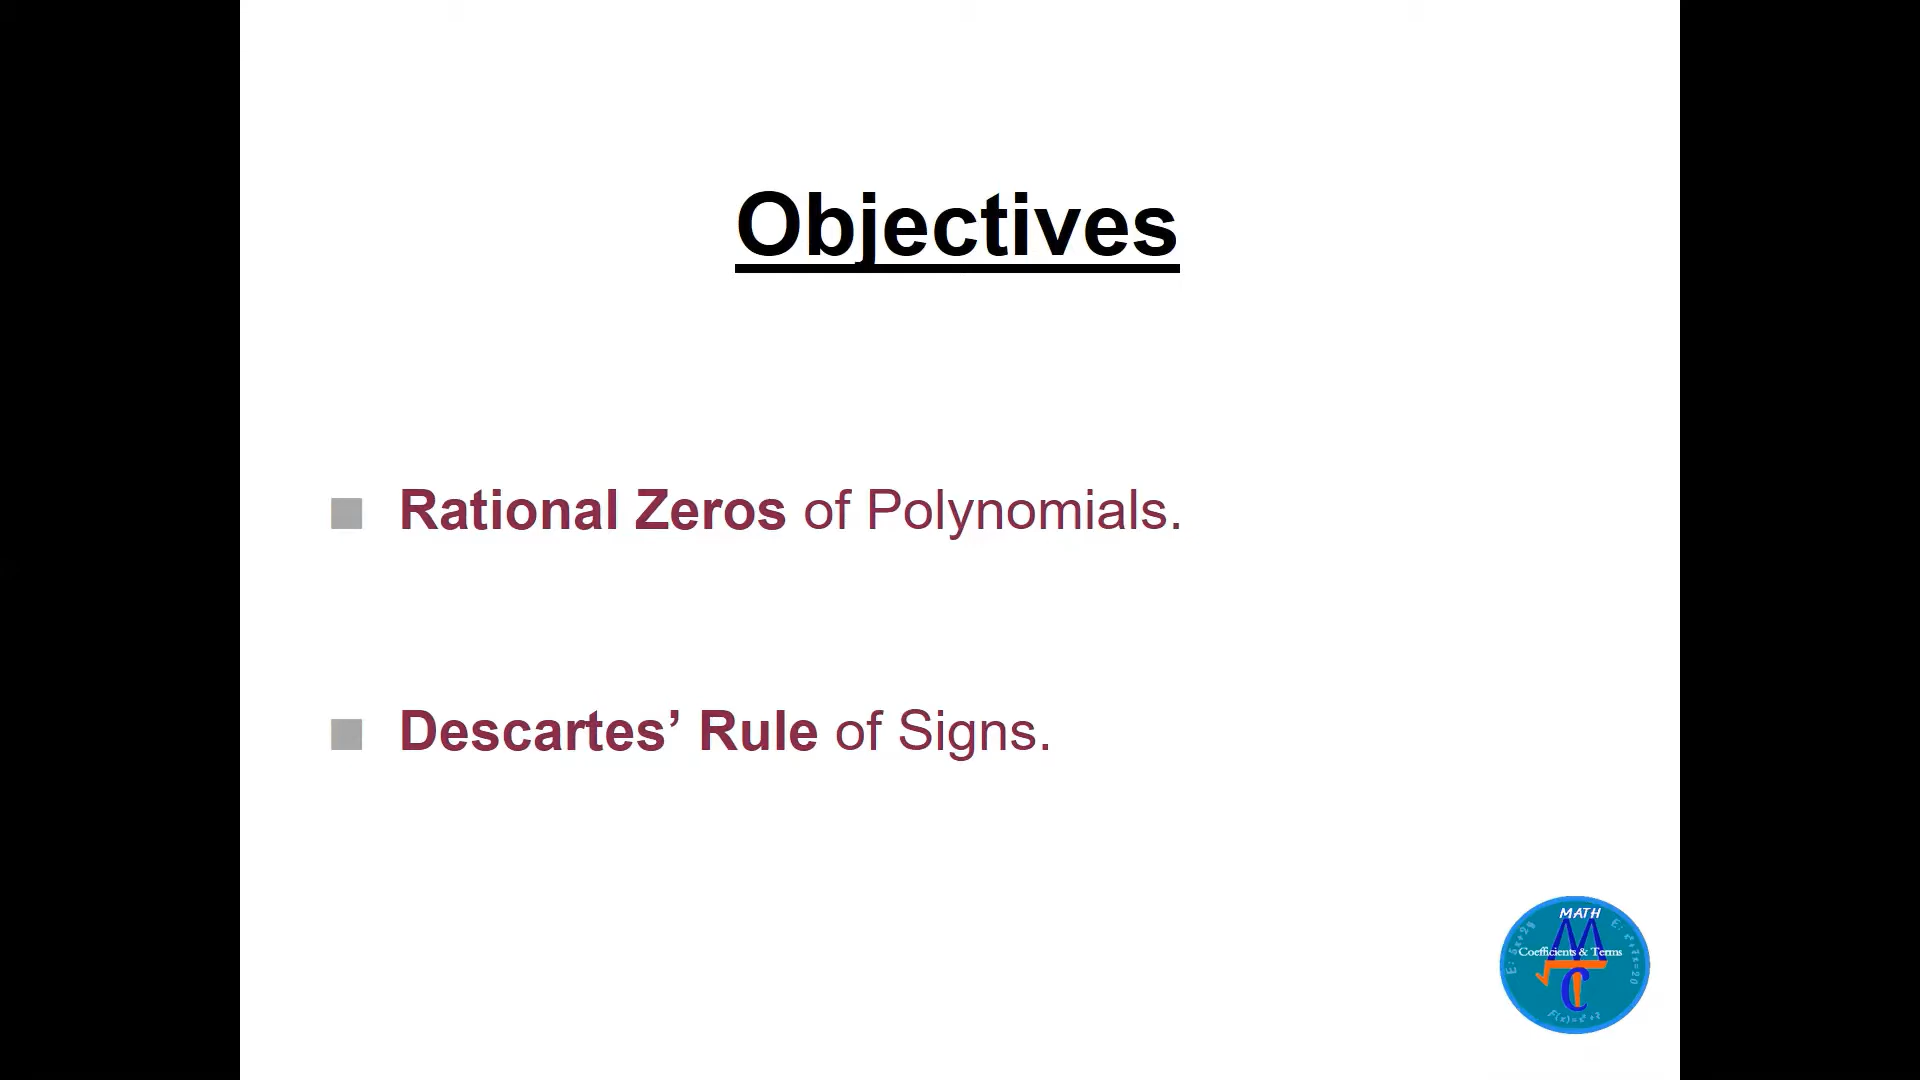 Objectives
Rational Zeros of Polynomials.
Descartes’ Rule of Signs.
MATH
Coefficients & Terms